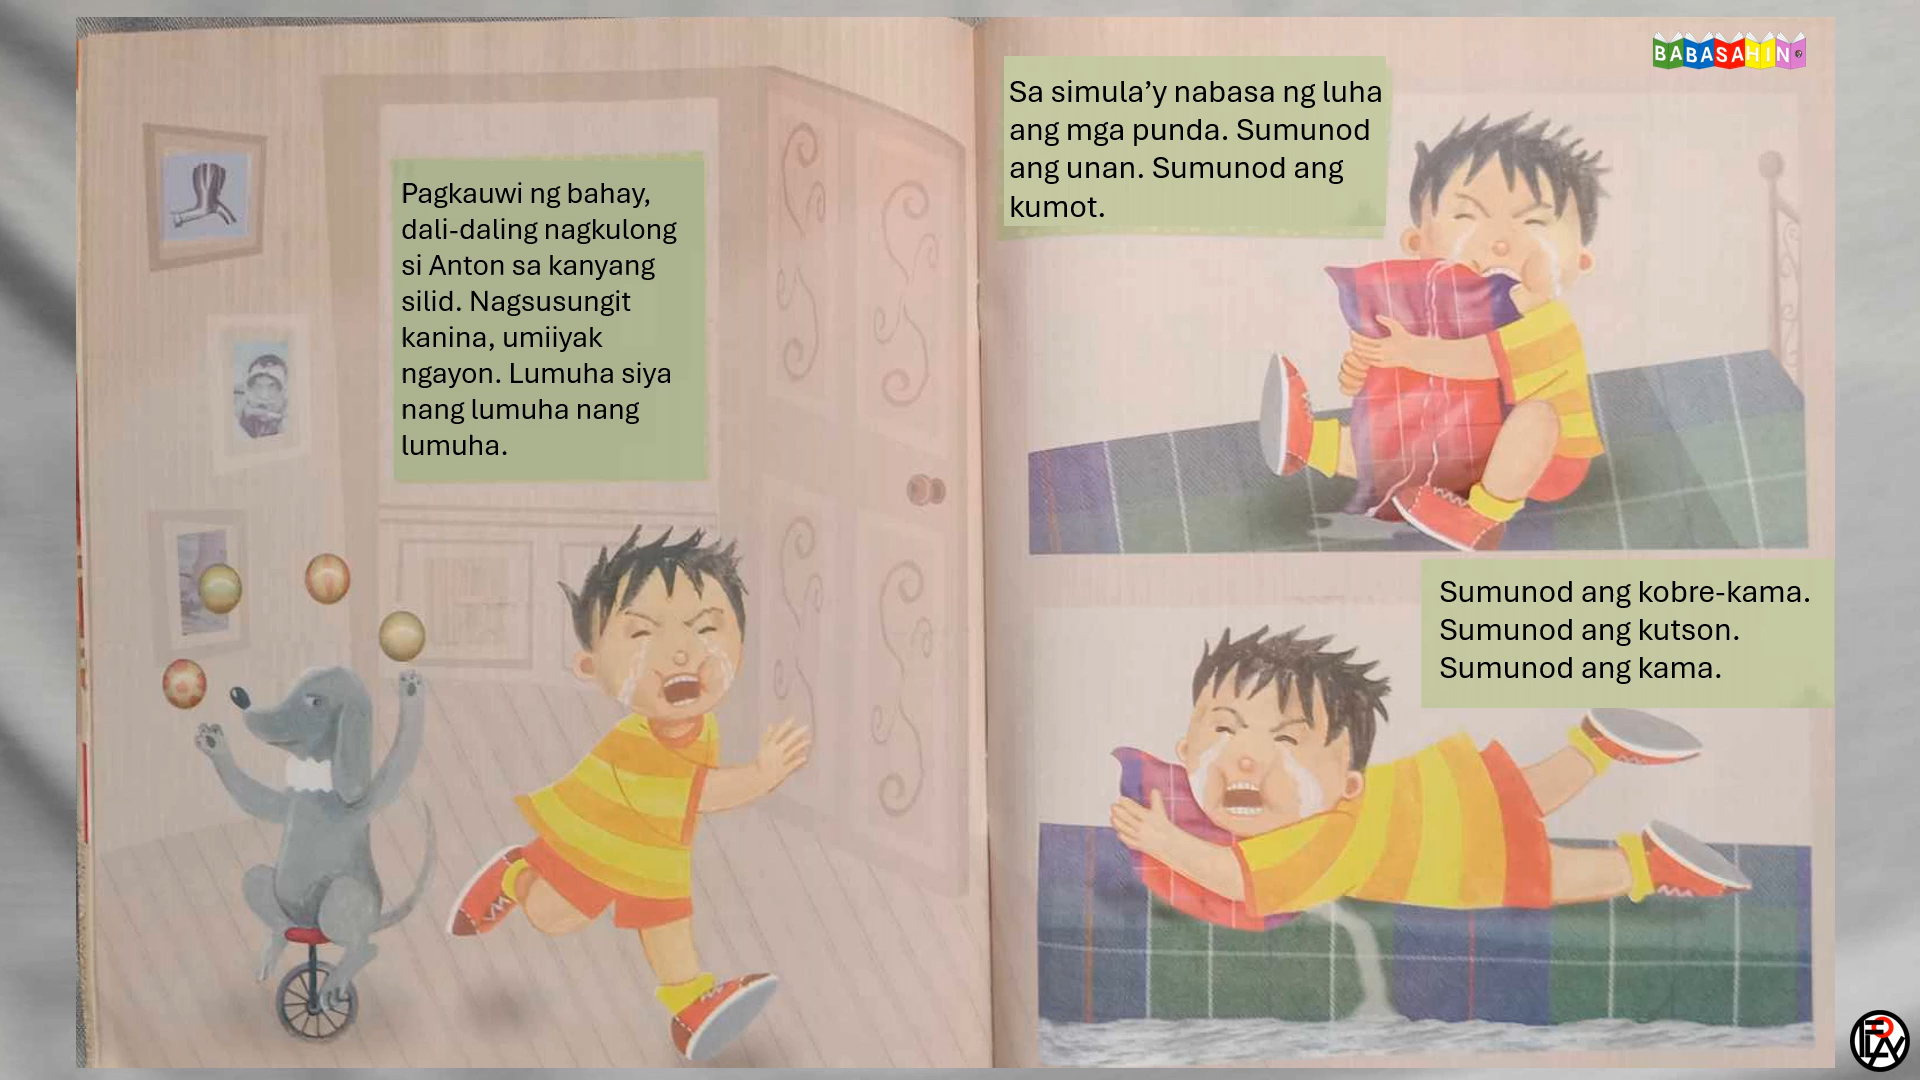 Pagkauwi ng bahay,
dali-daling nagkulong
si Anton sa kanyang
silid. Nagsusungit
kanina, umiiyak
ngayon. Lumuha siya
nang lumuha nang
lumuha.
BABASAHIN
Sa simula’y nabasa ng luha
ang mga punda. Sumunod
ang unan. Sumunod ang
kumot.
Sumunod ang kobre-kama.
Sumunod ang kutson.
Sumunod ang kama.